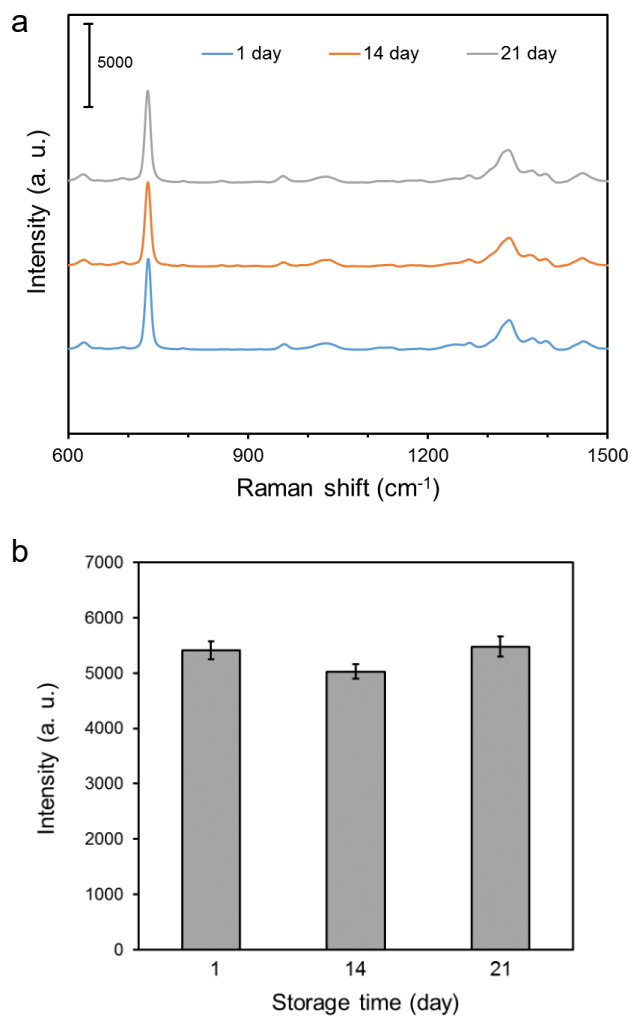 a
5000
1 day
14 day
21 day
Intensity (a. u.)
600
900
1200
1500
Raman shift (cm⁻¹)
b
7000
6000
5000
4000
3000
2000
1000
0
Intensity (a. u.)
1
14
21
Storage time (day)